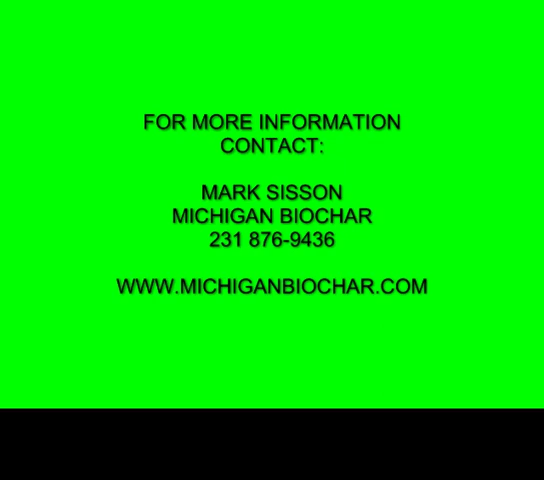 FOR MORE INFORMATION
CONTACT:
MARK SISSON
MICHIGAN BIOCHAR
231 876-9436
WWW.MICHIGANBIOCHAR.COM